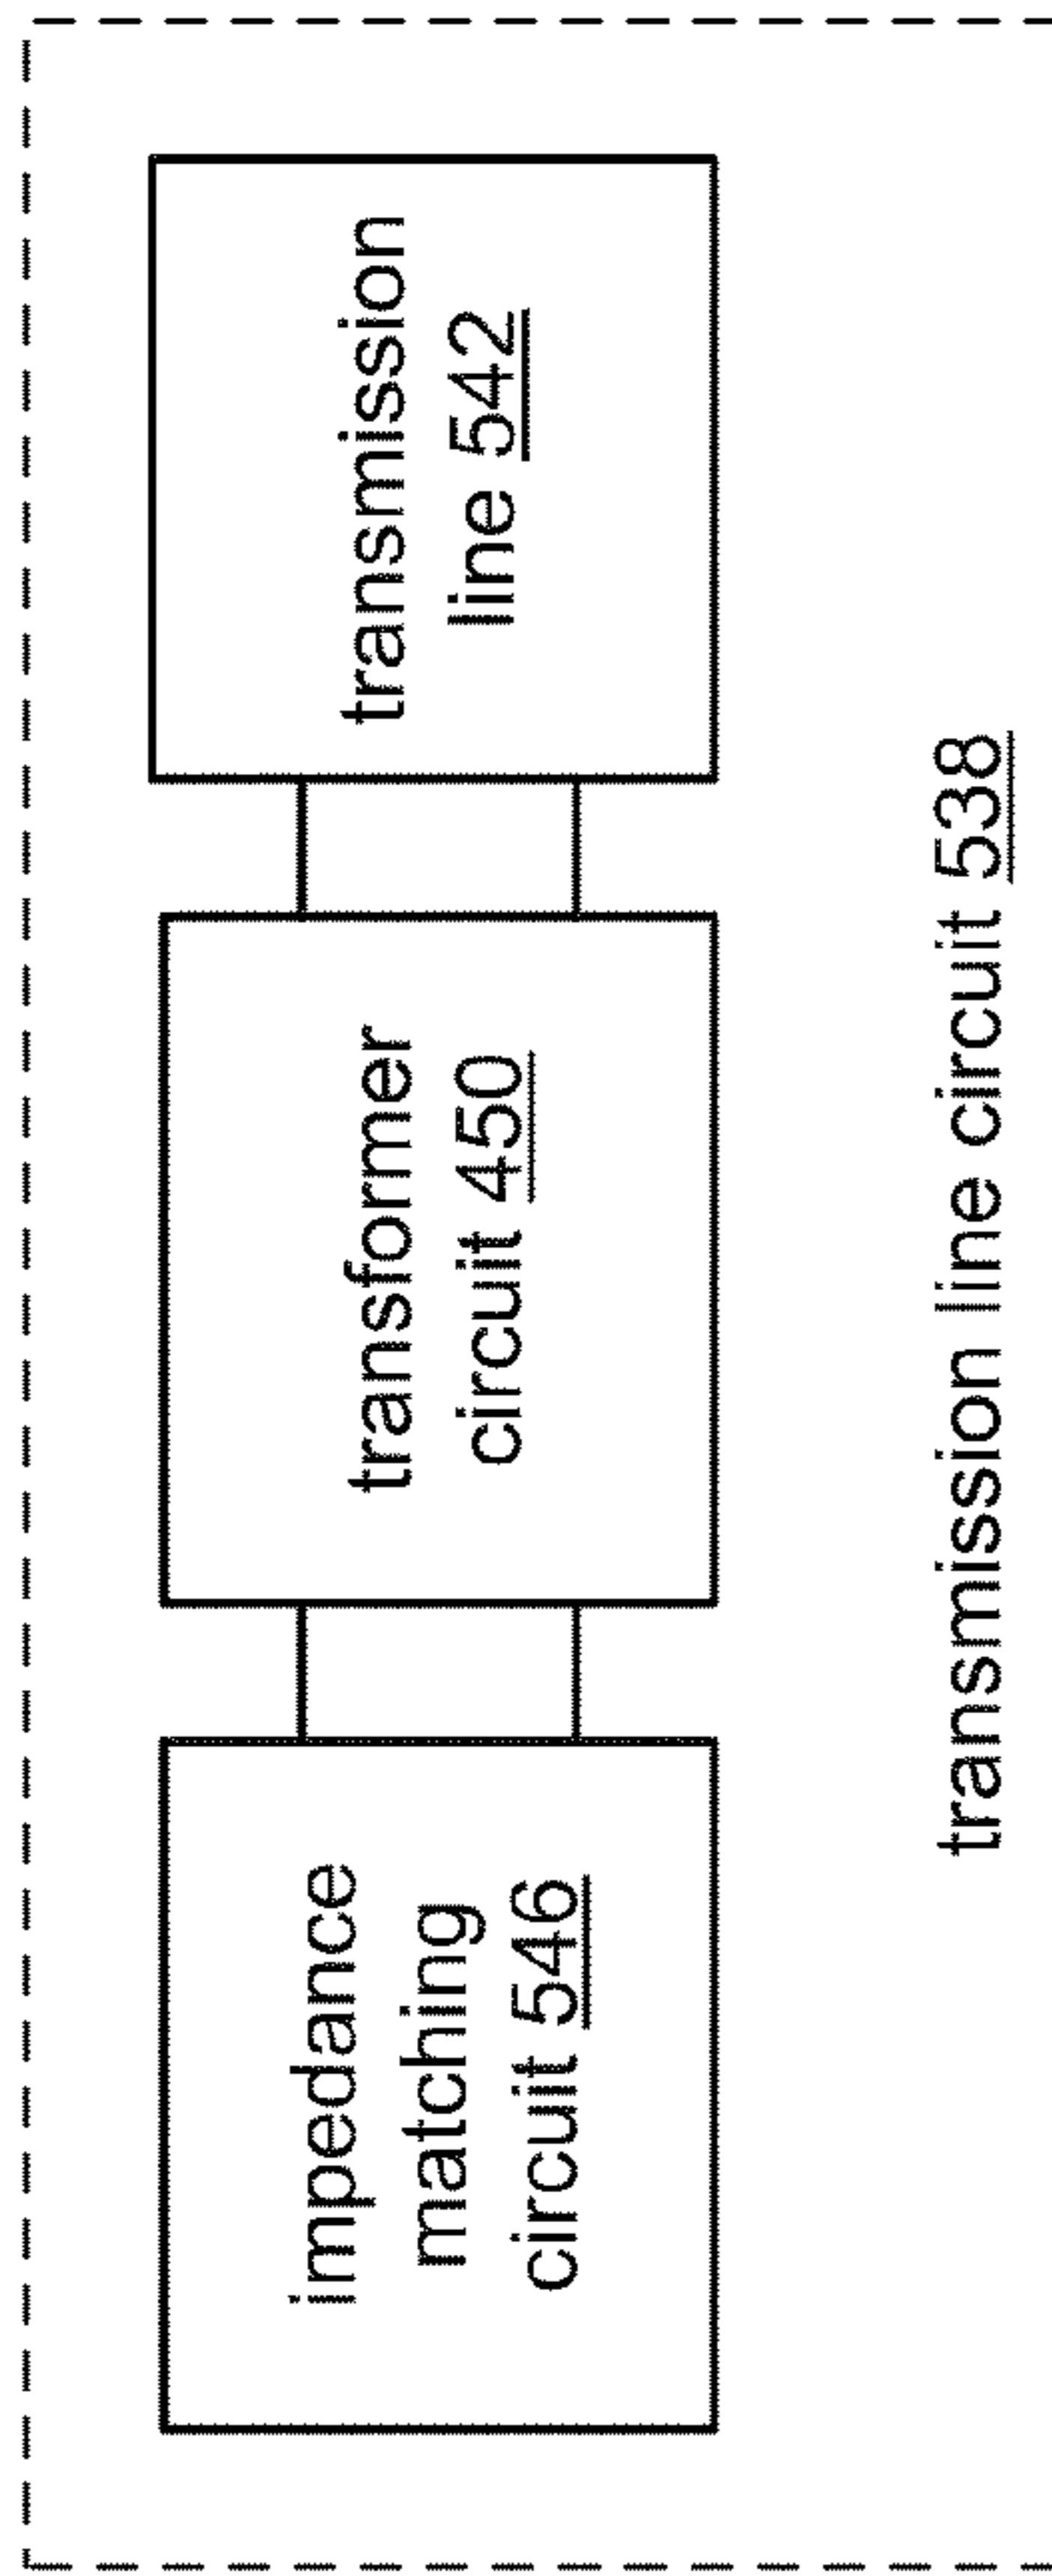 impedance
matching
circuit 546
transformer
circuit 450
transmission
line 542
transmission line circuit 538